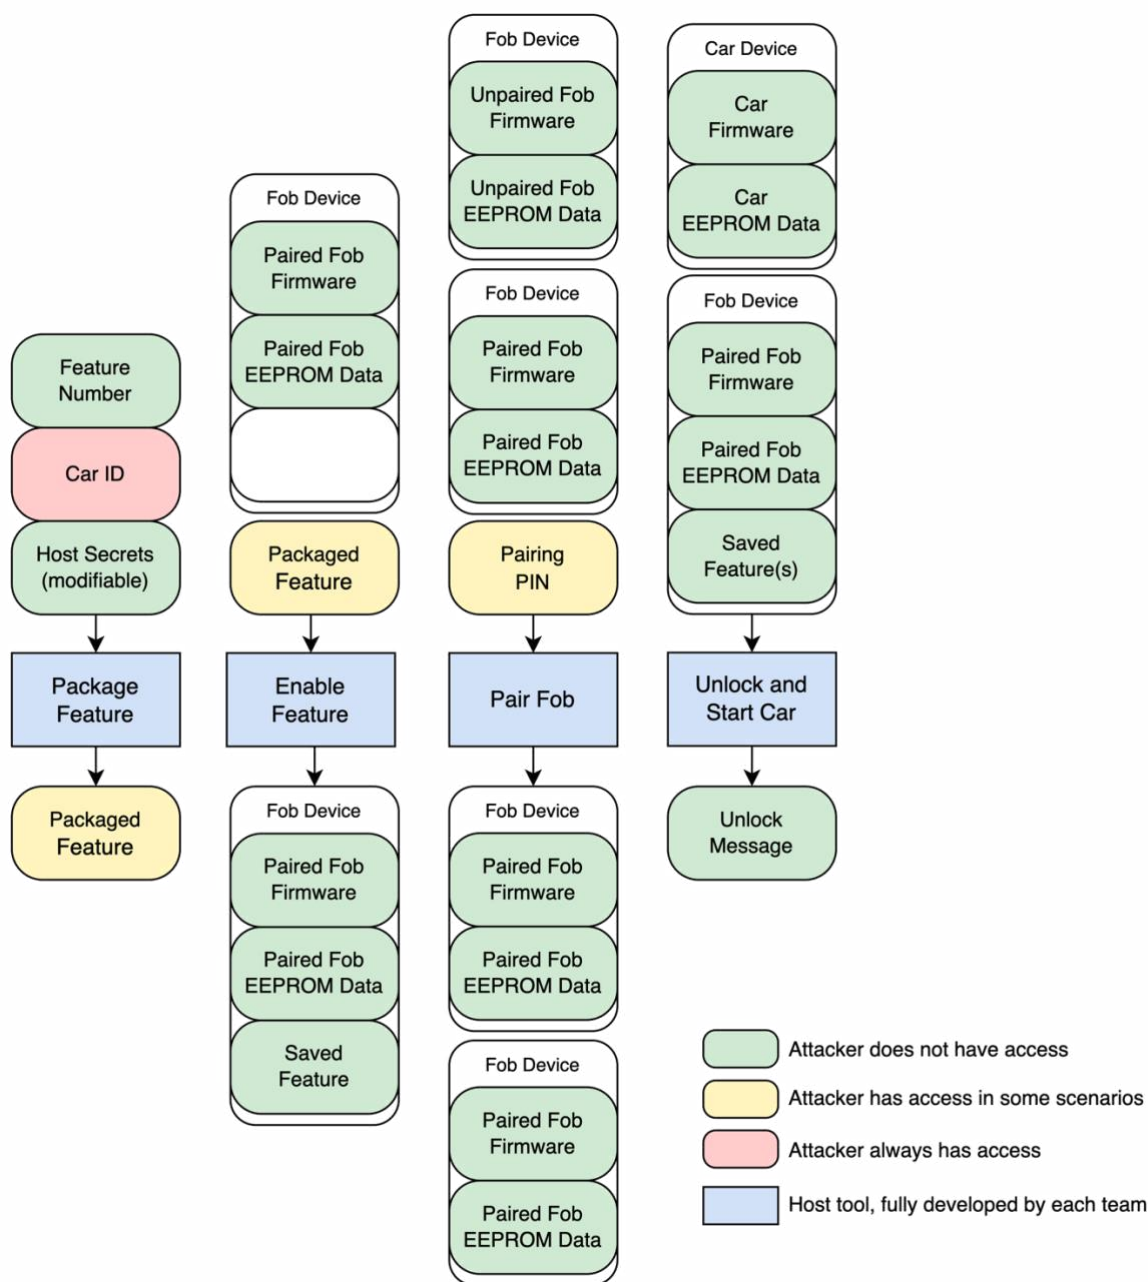 Feature
Number
Car ID
Host Secrets
(modifiable)
Package
Feature
Packaged
Feature
Fob Device
Paired Fob
Firmware
Paired Fob
EEPROM Data
Packaged
Feature
Enable
Feature
Fob Device
Paired Fob
Firmware
Paired Fob
EEPROM Data
Saved
Feature
Fob Device
Unpaired Fob
Firmware
Unpaired Fob
EEPROM Data
Fob Device
Paired Fob
Firmware
Paired Fob
EEPROM Data
Pairing
PIN
Pair Fob
Fob Device
Paired Fob
Firmware
Paired Fob
EEPROM Data
Fob Device
Paired Fob
Firmware
Paired Fob
EEPROM Data
Car Device
Car
Firmware
Car
EEPROM Data
Fob Device
Paired Fob
Firmware
Paired Fob
EEPROM Data
Saved
Feature(s)
Unlock and
Start Car
Unlock
Message
Attacker does not have access
Attacker has access in some scenarios
Attacker always has access
Host tool, fully developed by each team